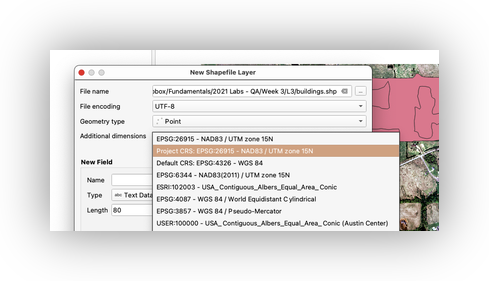 New Shapefile Layer
File name
box/Fundamentals/2021 Labs - QA/Week 3/L3/buildings.shp
...
File encoding
UTF-8
Geometry type
Point
Additional dimensions
EPSG:26915 - NAD83 / UTM zone 15N
Project CRS: EPSG:26915 - NAD83 / UTM zone 15N
Default CRS: EPSG:4326 - WGS 84
EPSG:6344 - NAD83(2011) / UTM zone 15N
ESRI:102003 - USA_Contiguous_Albers_Equal_Area_Conic
EPSG:4087 - WGS 84 / World Equidistant Cylindrical
EPSG:3857 - WGS 84 / Pseudo-Mercator
USER:100000 - USA_Contiguous_Albers_Equal_Area_Conic (Austin Center)
New Field
Name
Type
abc Text Data
Length
80